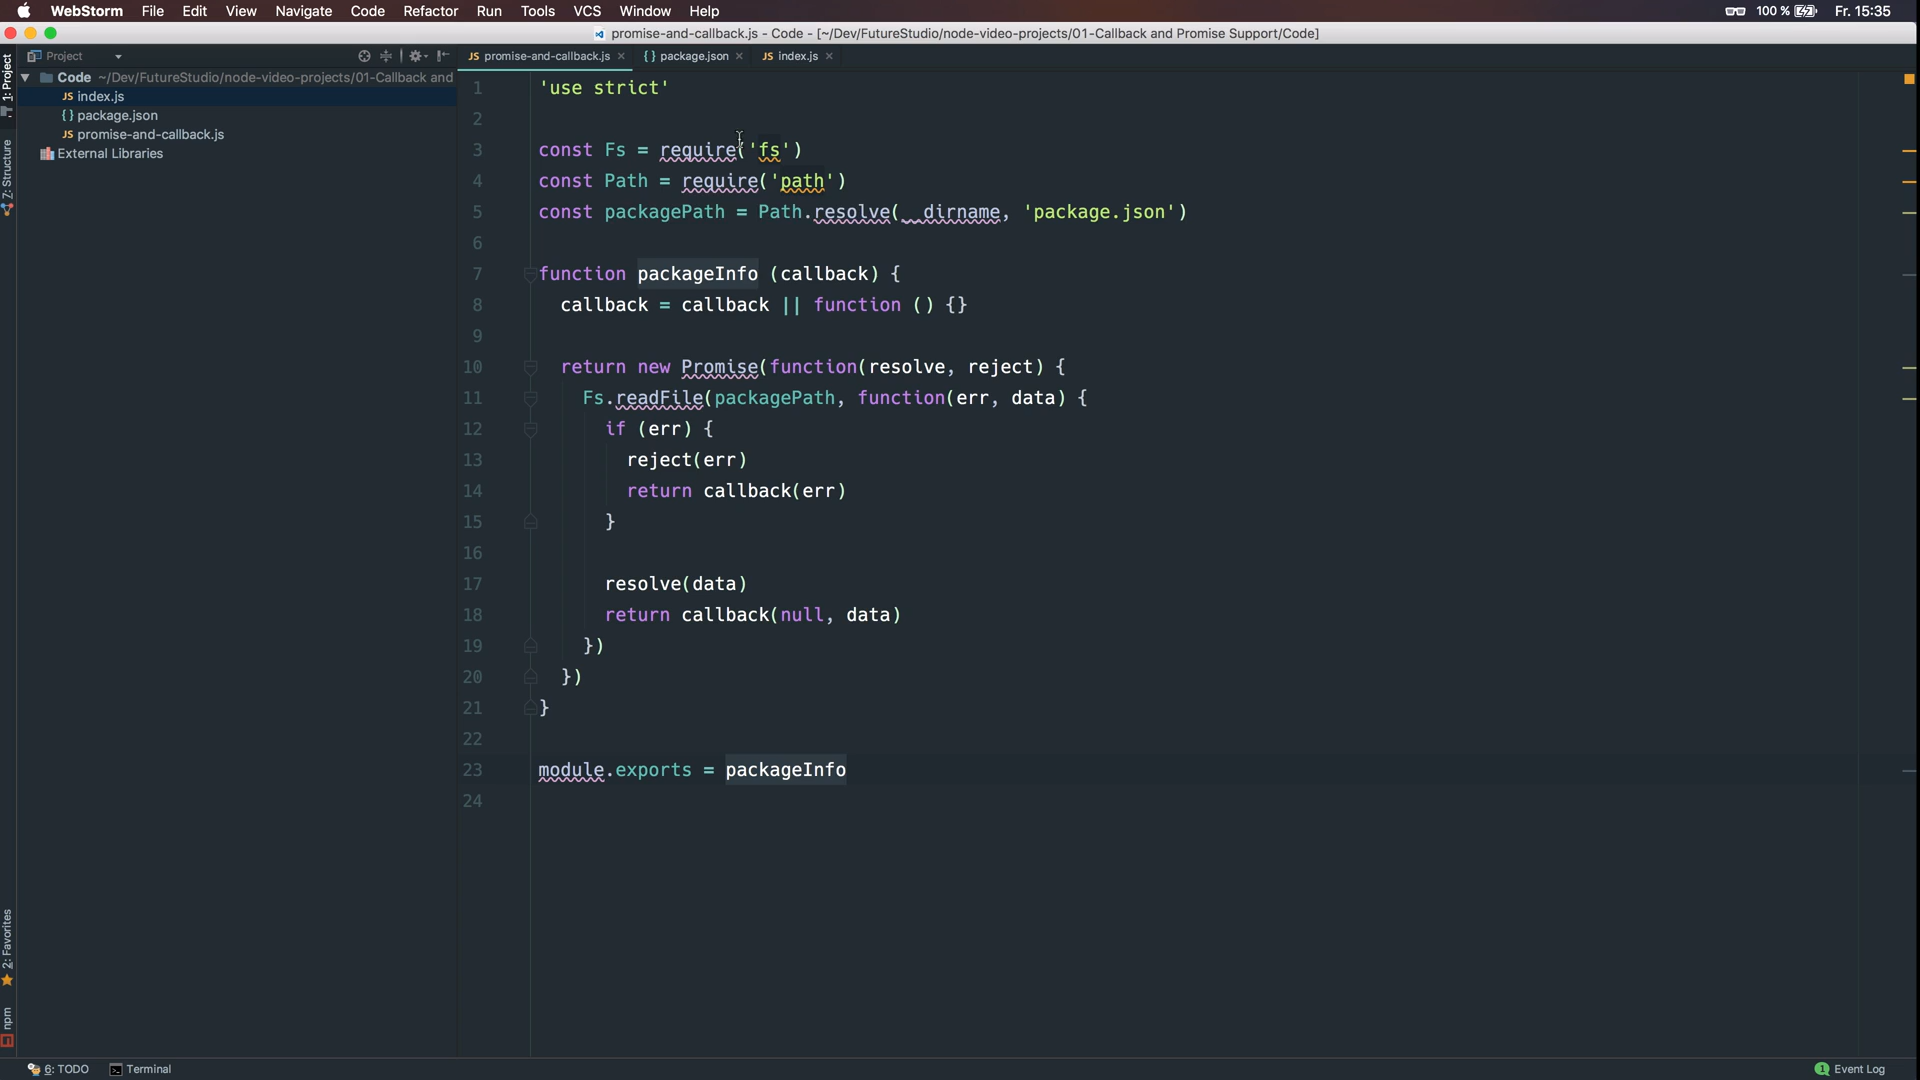 WebStorm File Edit View Navigate Code Refactor Run Tools VCS Window Help 100 % Fr. 15:35
promise-and-callback.js - Code - [~/Dev/FutureStudio/node-video-projects/01-Callback and Promise Support/Code]
Project
promise-and-callback.js package.json index.js
Code ~/Dev/FutureStudio/node-video-projects/01-Callback and
index.js
package.json
promise-and-callback.js
External Libraries
1: Project
7: Structure
2: Favorites
npm
1 'use strict'
2
3 const Fs = require('fs')
4 const Path = require('path')
5 const packagePath = Path.resolve(__dirname, 'package.json')
6
7 function packageInfo (callback) {
8 callback = callback || function () {}
9
10 return new Promise(function(resolve, reject) {
11 Fs.readFile(packagePath, function(err, data) {
12 if (err) {
13 reject(err)
14 return callback(err)
15 }
16
17 resolve(data)
18 return callback(null, data)
19 })
20 })
21 }
22
23 module.exports = packageInfo
24
6: TODO Terminal 1 Event Log